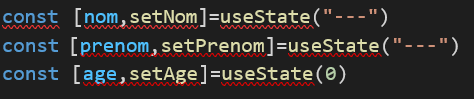 const [nom,setNom]=useState("---")
const [prenom,setPrenom]=useState("---")
const [age,setAge]=useState(0)